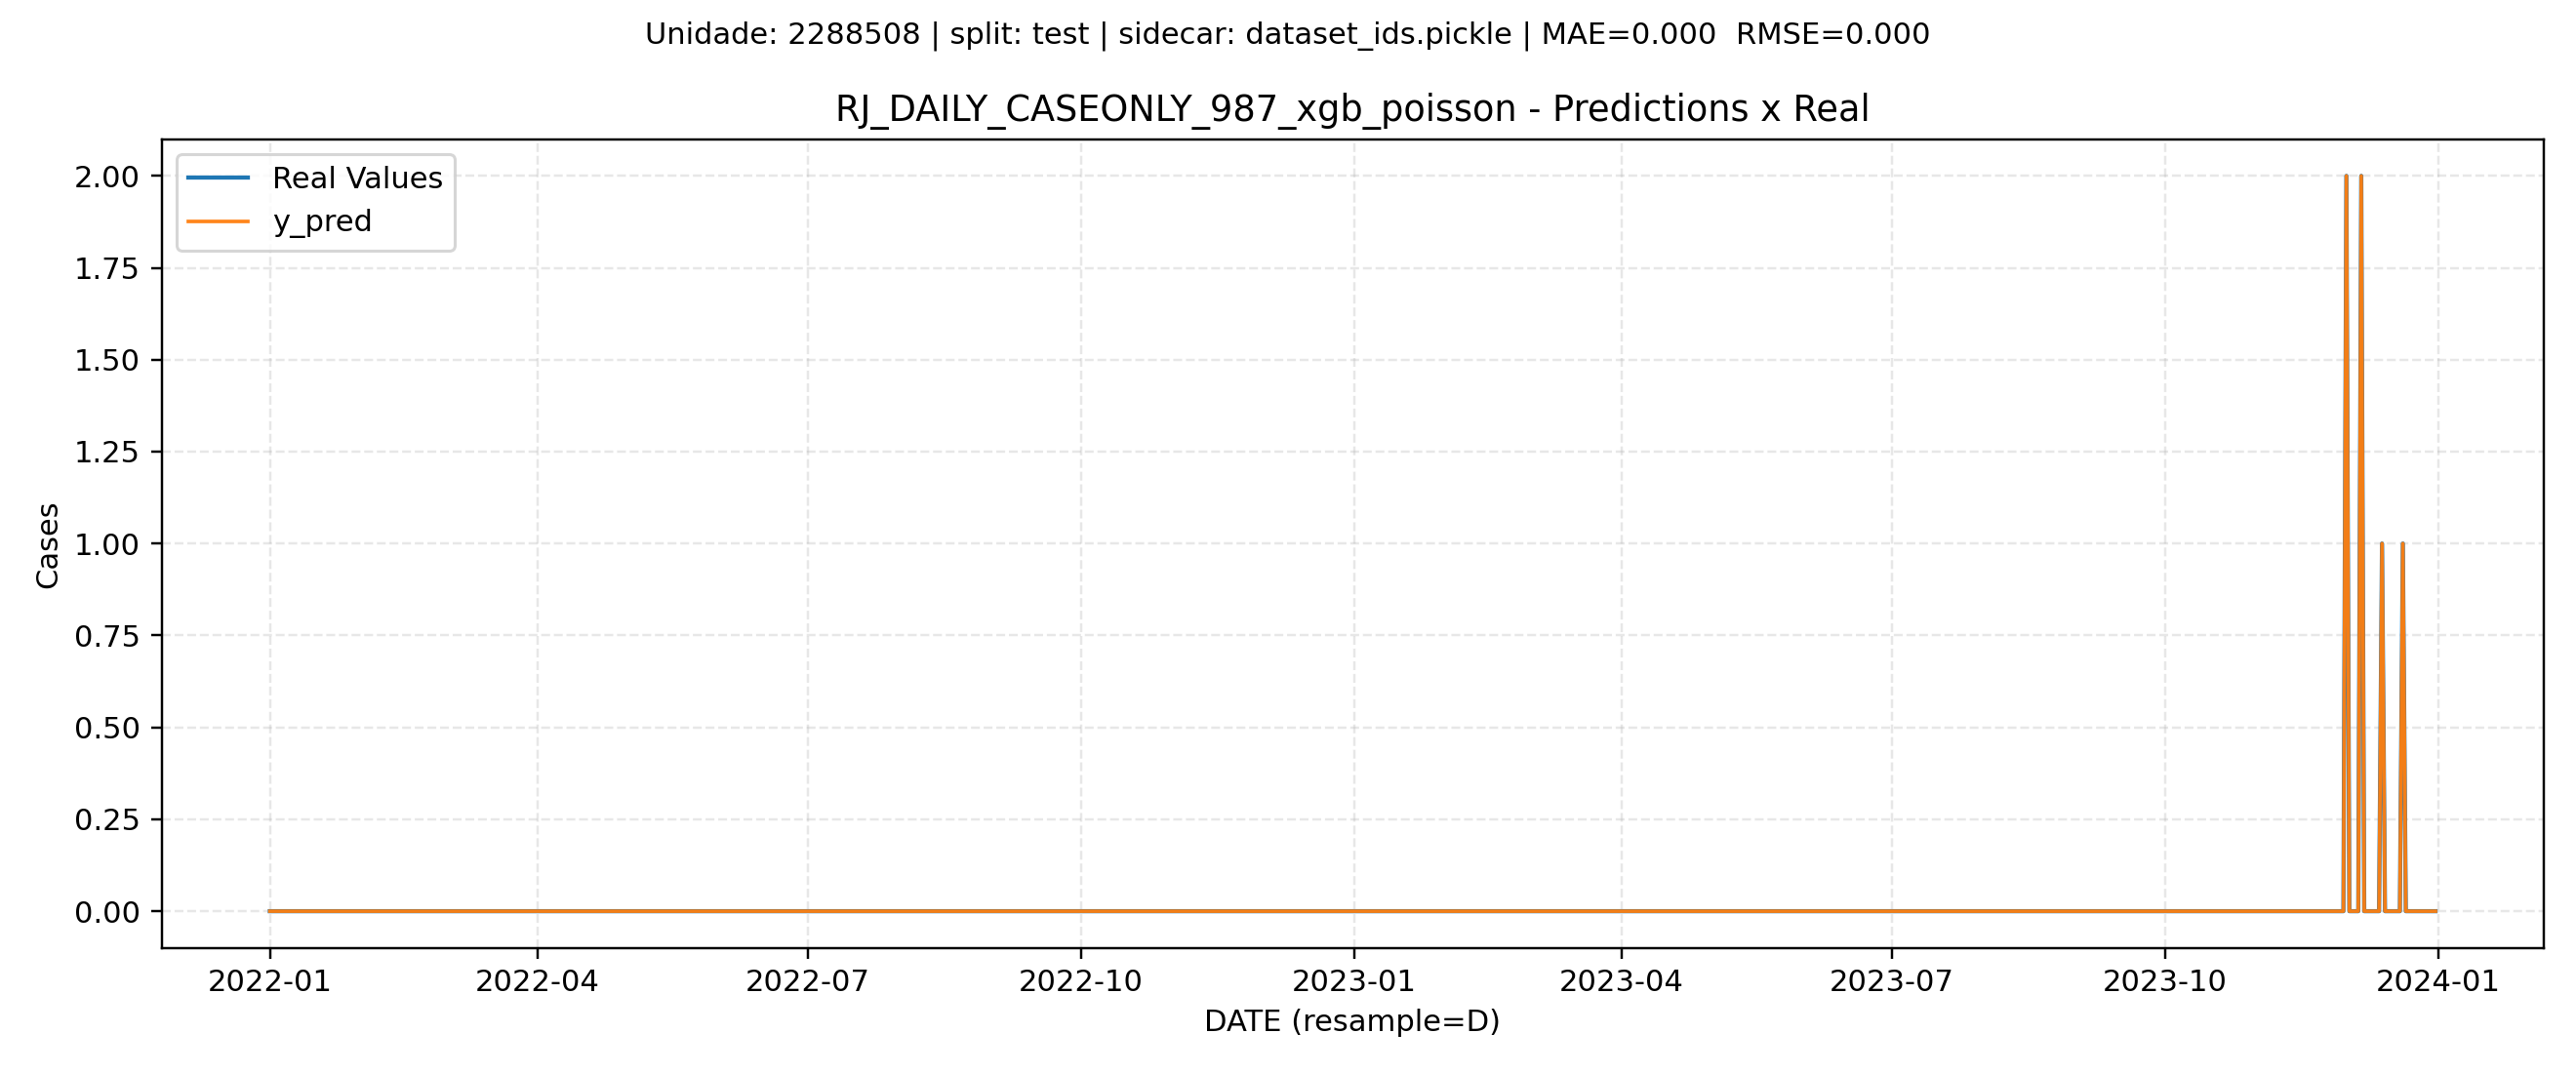 Unidade: 2288508 | split: test | sidecar: dataset_ids.pickle | MAE=0.000  RMSE=0.000
RJ_DAILY_CASEONLY_987_xgb_poisson - Predictions x Real
Real Values
y_pred
2.00
1.75
1.50
1.25
1.00
0.75
0.50
0.25
0.00
Cases
2022-01 2022-04 2022-07 2022-10 2023-01 2023-04 2023-07 2023-10 2024-01
DATE (resample=D)